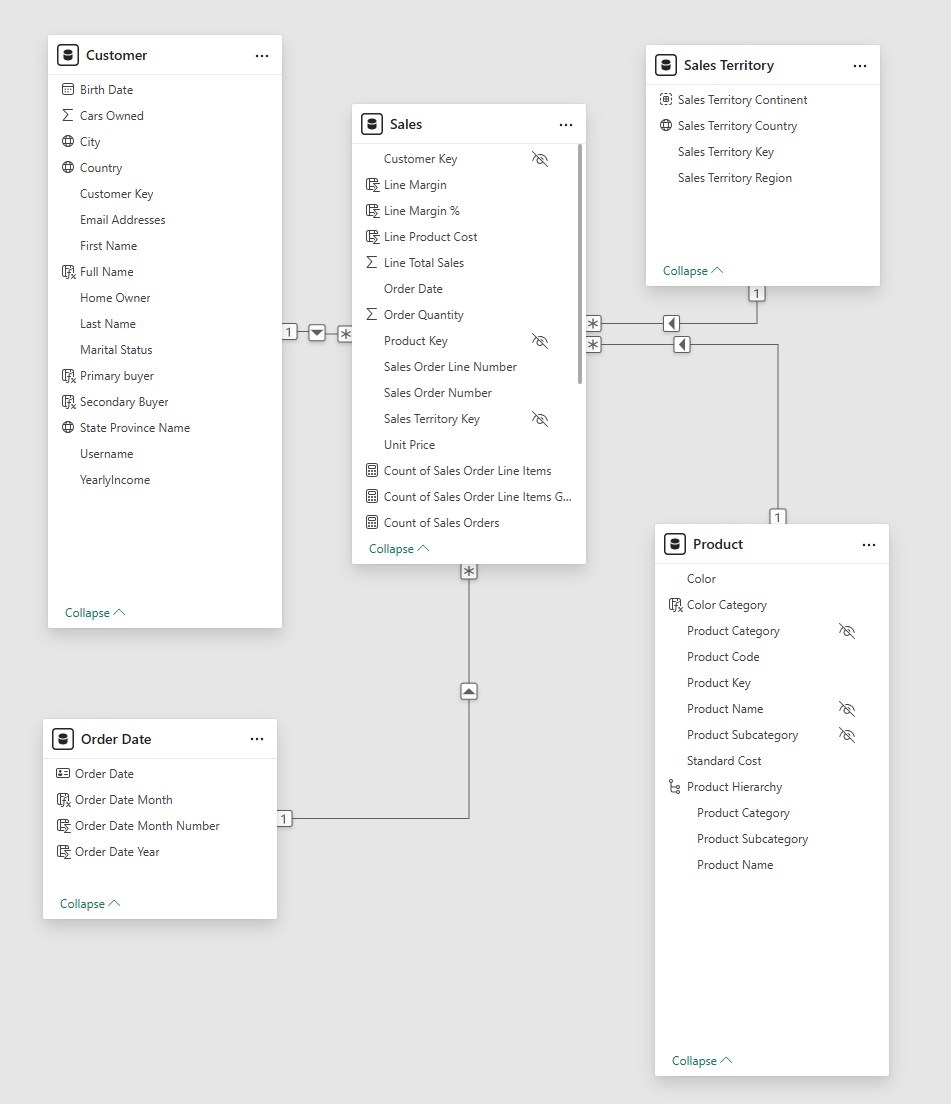 Customer
Birth Date
Cars Owned
City
Country
Customer Key
Email Addresses
First Name
Full Name
Home Owner
Last Name
Marital Status
Primary buyer
Secondary Buyer
State Province Name
Username
YearlyIncome
Collapse
1
*
Sales
Customer Key
Line Margin
Line Margin %
Line Product Cost
Line Total Sales
Order Date
Order Quantity
Product Key
Sales Order Line Number
Sales Order Number
Sales Territory Key
Unit Price
Count of Sales Order Line Items
Count of Sales Order Line Items G...
Count of Sales Orders
Collapse
*
*
*
Sales Territory
Sales Territory Continent
Sales Territory Country
Sales Territory Key
Sales Territory Region
Collapse
1
1
Order Date
Order Date
Order Date Month
Order Date Month Number
Order Date Year
Collapse
1
Product
Color
Color Category
Product Category
Product Code
Product Key
Product Name
Product Subcategory
Standard Cost
Product Hierarchy
Product Category
Product Subcategory
Product Name
Collapse